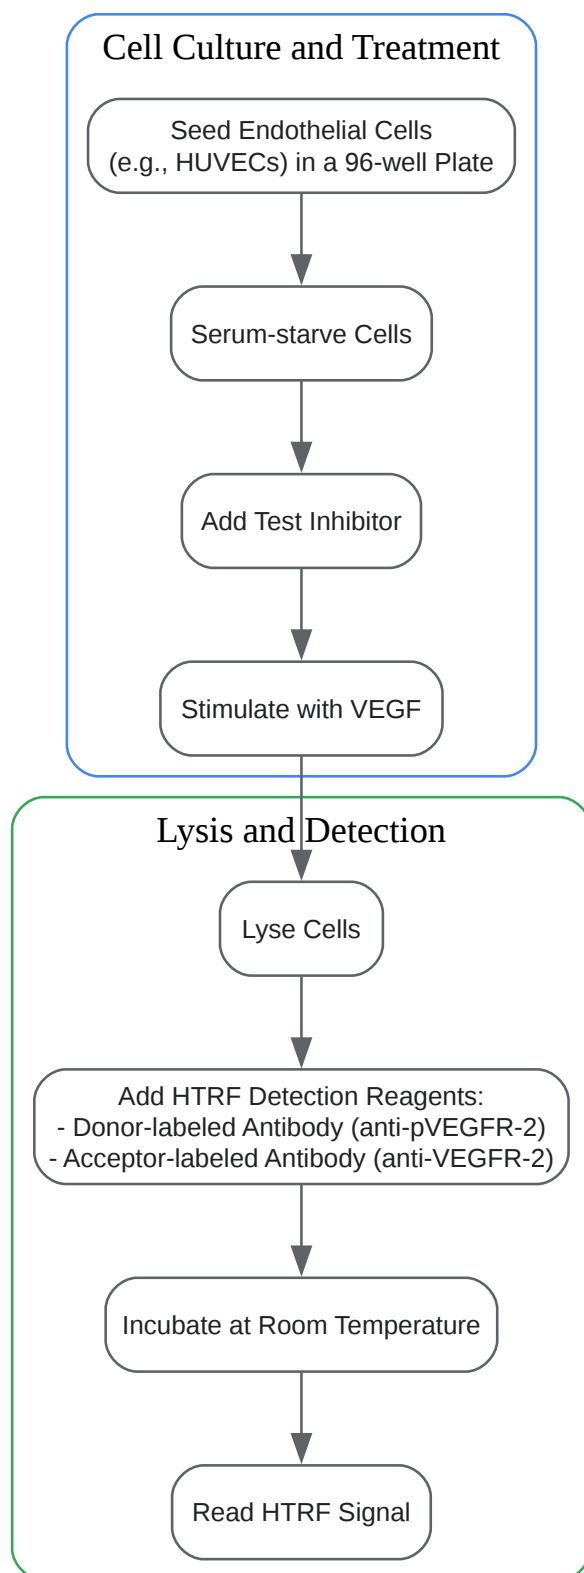 Cell Culture and Treatment
Seed Endothelial Cells
(e.g., HUVECs) in a 96-well Plate
Serum-starve Cells
Add Test Inhibitor
Stimulate with VEGF
Lysis and Detection
Lyse Cells
Add HTRF Detection Reagents:
- Donor-labeled Antibody (anti-pVEGFR-2)
- Acceptor-labeled Antibody (anti-VEGFR-2)
Incubate at Room Temperature
Read HTRF Signal